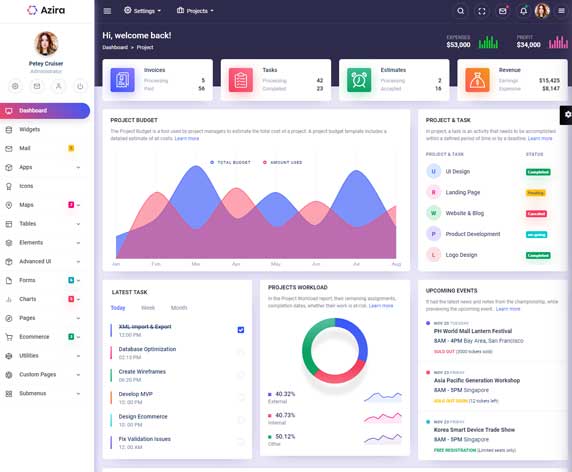 Azira
Settings
Projects
Petey Cruiser
Administrator
Dashboard
Widgets
Mail
Apps
Icons
Maps
Tables
Elements
Advanced UI
Forms
Charts
Pages
Ecommerce
Utilities
Custom Pages
Submenus
Hi, welcome back!
Dashboard > Project
EXPENSES
$53,000
PROFIT
$34,000
Invoices
Processing 5
Paid 56
Tasks
Processing 42
Completed 23
Estimates
Processing 2
Accepted 16
Revenue
Earning $15,425
Expense $8,147
PROJECT BUDGET
The Project Budget is a tool used by project managers to estimate the total cost of a project. A project budget template includes a
detailed estimate of all costs. Learn more
TOTAL BUDGET AMOUNT USED
Jan Feb Mar Apr May Jun Jul Aug
PROJECT & TASK
In project, a task is an activity that needs to be accomplished
within a defined period of time or by a deadline. Learn more
PROJECT & TASK STATUS
U UI Design Completed
R Landing Page Pending
W Website & Blog Canceled
P Product Development on-going
L Logo Design Completed
LATEST TASK
Today Week Month
XML Import & Export
12:00 PM
Database Optimization
02:13 PM
Create Wireframes
06:20 PM
Develop MVP
10: 00 PM
Design Ecommerce
10: 00 PM
Fix Validation Issues
12: 00 AM
PROJECTS WORKLOAD
In the Project Workload Report, their remaining assignments,
completion dates, whether work is at-risk. Learn more
40.32%
External
40.73%
Internal
50.12%
Other
UPCOMING EVENTS
It had the latest news and notes from the championship, while
previewing the upcoming event. Learn more
NOV 20 TUESDAY
PH World Mall Lantern Festival
8AM - 4PM Bay Area, San Francisco
SOLD OUT (3000 tickets sold)
NOV 23 FRIDAY
Asia Pacific Generation Workshop
8AM - 5PM Singapore
SOLD OUT SOON (12 tickets left)
Korea Smart Device Trade Show
8AM - 5PM Singapore
FREE REGISTRATION (Limited seats only)